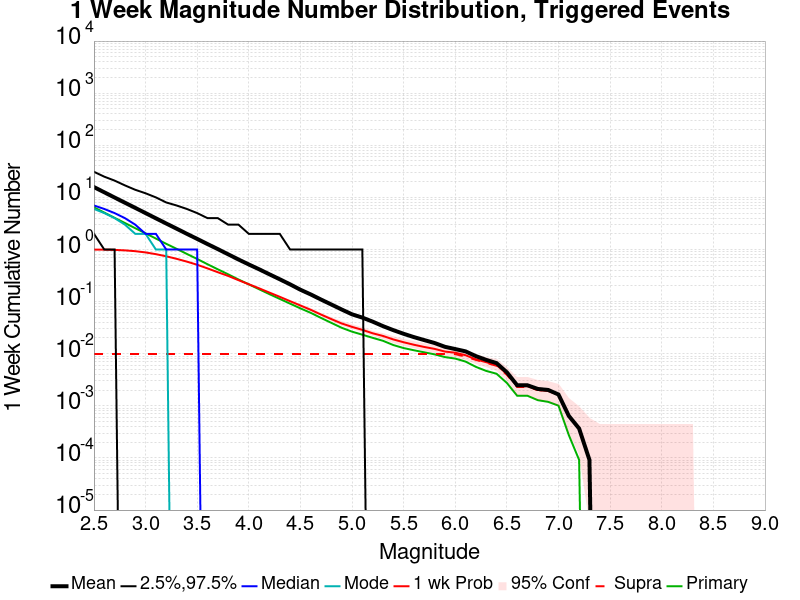 1 Week Magnitude Number Distribution, Triggered Events
1 Week Cumulative Number
10^4
10^3
10^2
10^1
10^0
10^-1
10^-2
10^-3
10^-4
10^-5
2.5 3.0 3.5 4.0 4.5 5.0 5.5 6.0 6.5 7.0 7.5 8.0 8.5 9.0
Magnitude
Mean 2.5%,97.5% Median Mode 1 wk Prob 95% Conf Supra Primary